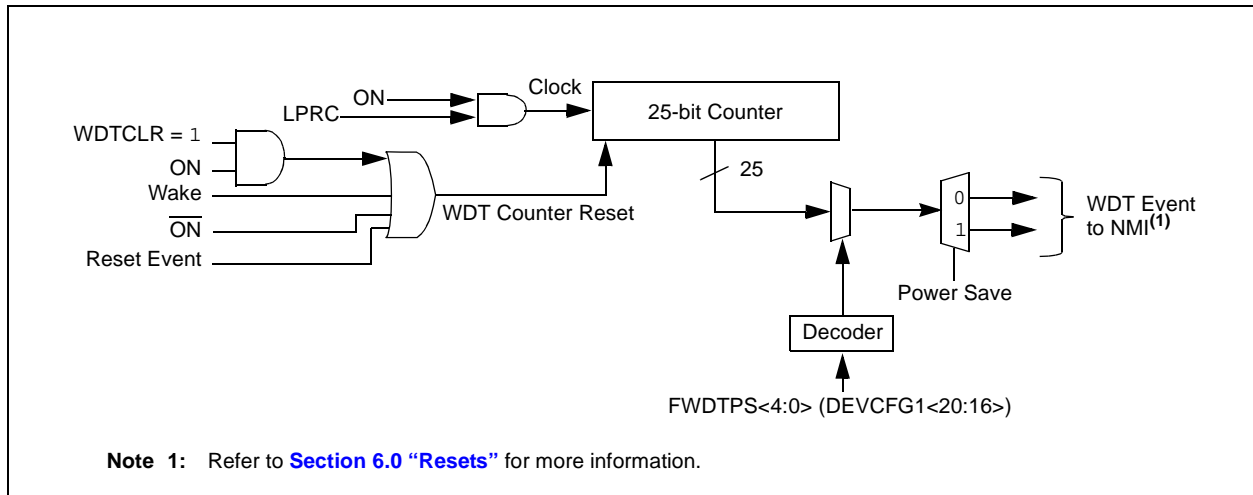 Clock
ON
LPRC
25-bit Counter
WDTCLR = 1
ON
Wake
ON
Reset Event
WDT Counter Reset
25
0
1
WDT Event
to NMI(1)
Power Save
Decoder
FWDTPS<4:0> (DEVCFG1<20:16>)
Note 1: Refer to Section 6.0 “Resets” for more information.